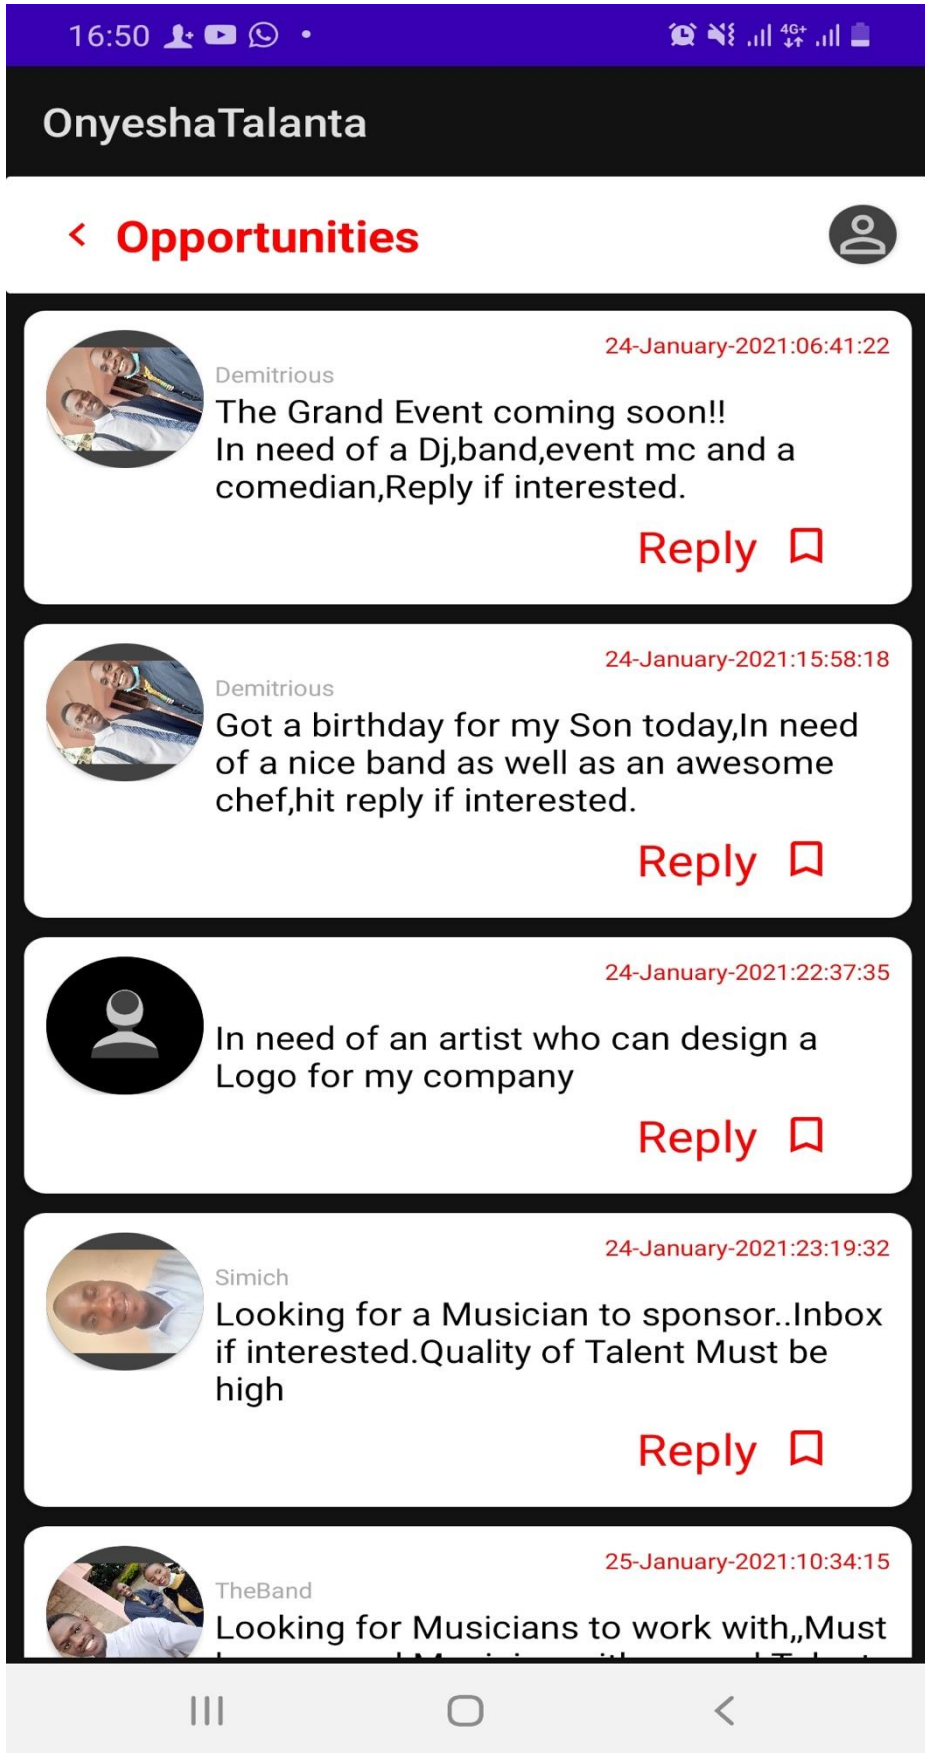 16:50
4G+
OnyeshaTalanta
< Opportunities
24-January-2021:06:41:22
Demitrious
The Grand Event coming soon!!
In need of a Dj,band,event mc and a
comedian,Reply if interested.
Reply
24-January-2021:15:58:18
Demitrious
Got a birthday for my Son today,In need
of a nice band as well as an awesome
chef,hit reply if interested.
Reply
24-January-2021:22:37:35
In need of an artist who can design a
Logo for my company
Reply
24-January-2021:23:19:32
Simich
Looking for a Musician to sponsor..Inbox
if interested.Quality of Talent Must be
high
Reply
25-January-2021:10:34:15
TheBand
Looking for Musicians to work with,,Must